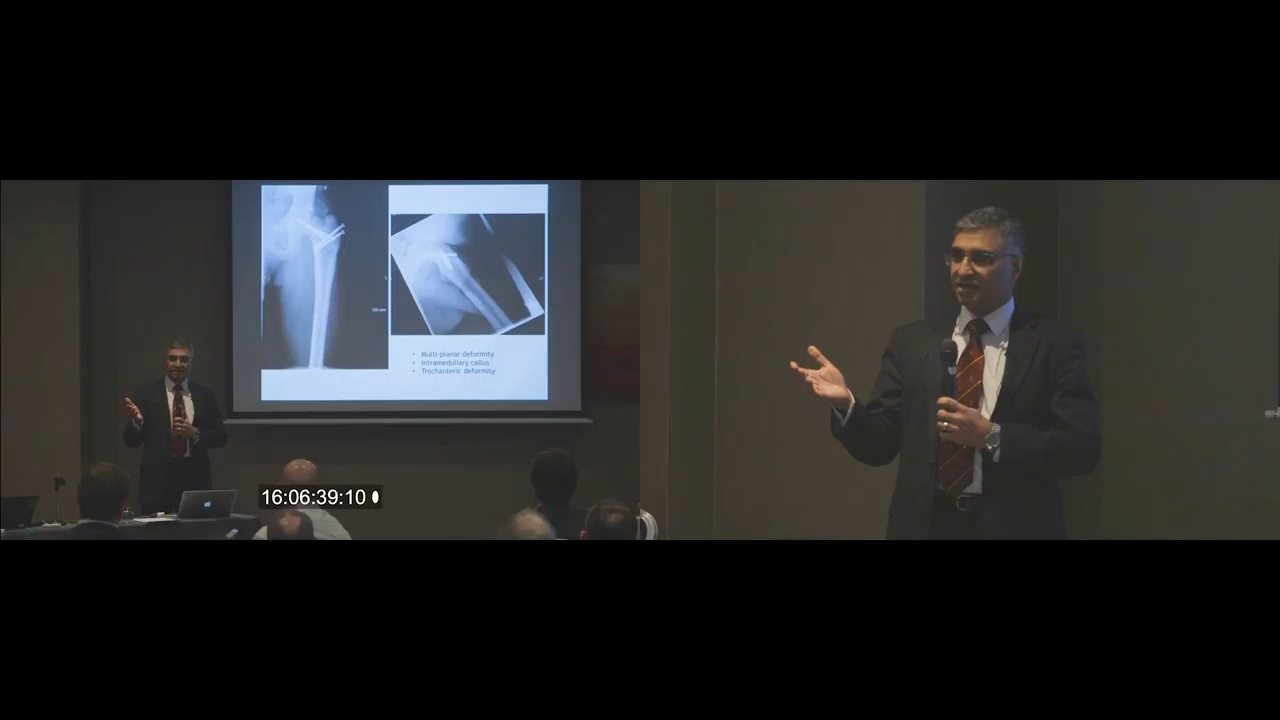 • Multi-planar deformity
• Intramedullary callus
• Trochanteric deformity
16:06:39:10